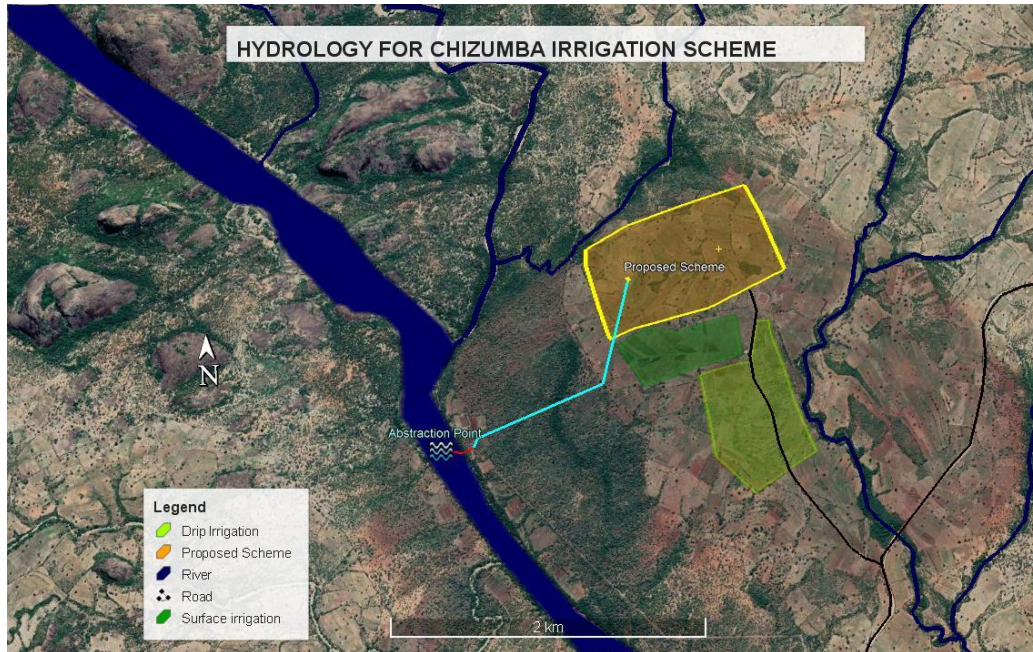 HYDROLOGY FOR CHIZUMBA IRRIGATION SCHEME
Proposed Scheme
N
Abstraction Point
Legend
Drip Irrigation
Proposed Scheme
River
Road
Surface irrigation
2 km